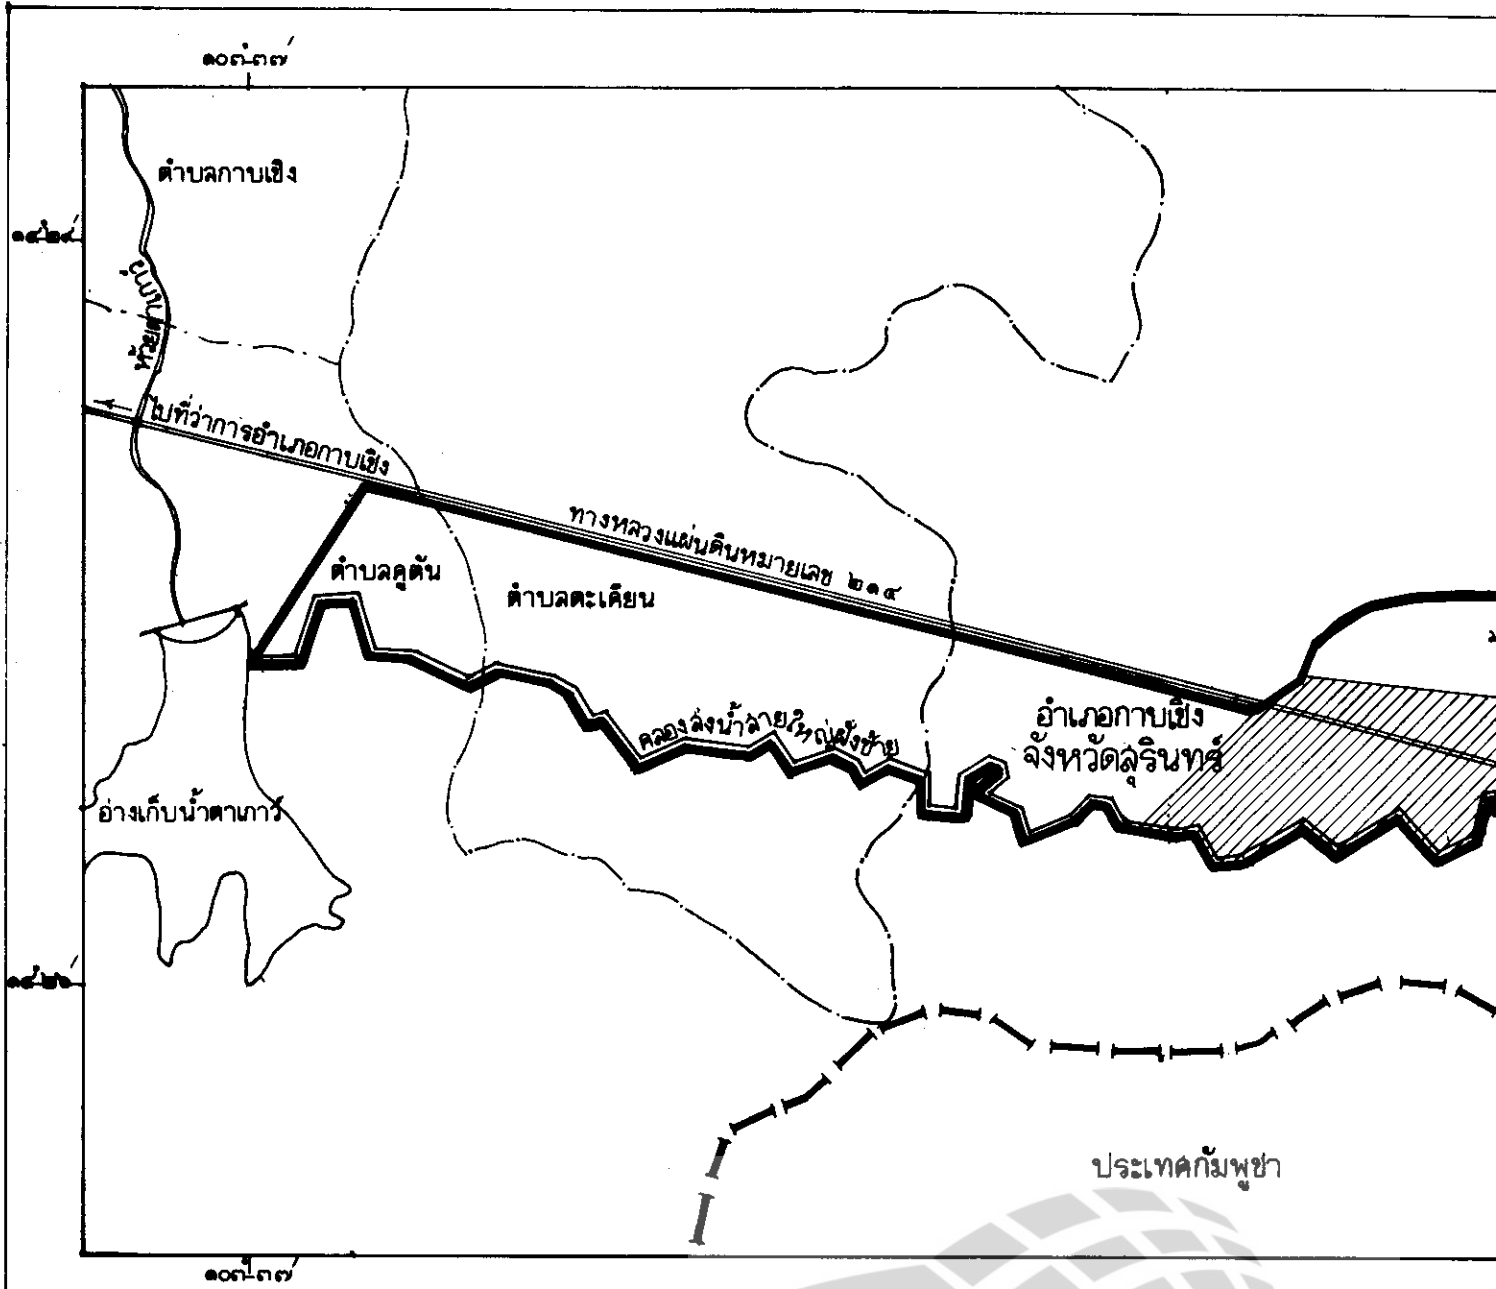 ๑๐๓°๓๗′
ตำบลกาบเชิง
๑๔°๒๙′
ห้วยตาเกาว์
ไปที่ว่าการอำเภอกาบเชิง
ทางหลวงแผ่นดินหมายเลข ๒๑๔
ตำบลคูตัน
ตำบลตะเคียน
คลองส่งน้ำสายใหญ่ฝั่งซ้าย
อำเภอกาบเชิง
จังหวัดสุรินทร์
อ่างเก็บน้ำตาเกาว์
๑๔°๒๖′
ประเทศกัมพูชา
๑๐๓°๓๗′